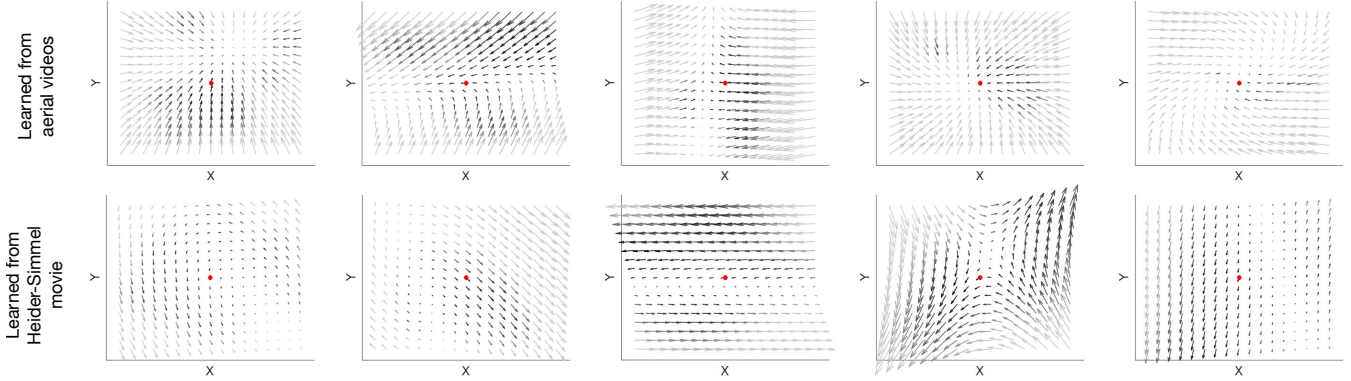 Learned from
aerial videos
Y
X
Y
X
Y
X
Y
X
Y
X
Learned from
Heider-Simmel
movie
Y
X
Y
X
Y
X
Y
X
Y
X